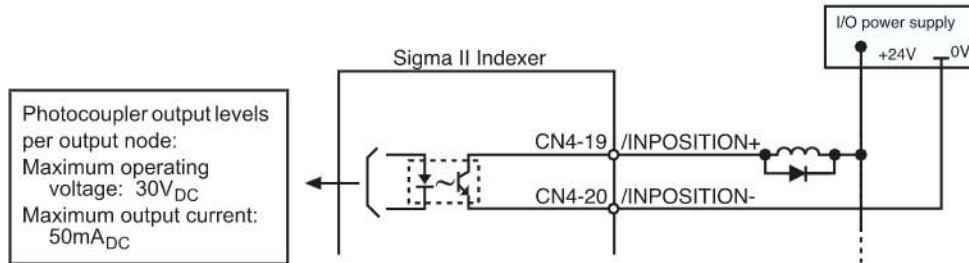 I/O power supply
+24V
0V
Sigma II Indexer
Photocoupler output levels
per output node:
Maximum operating
voltage: 30VDC
Maximum output current:
50mADC
CN4-19
/INPOSITION+
CN4-20
/INPOSITION-